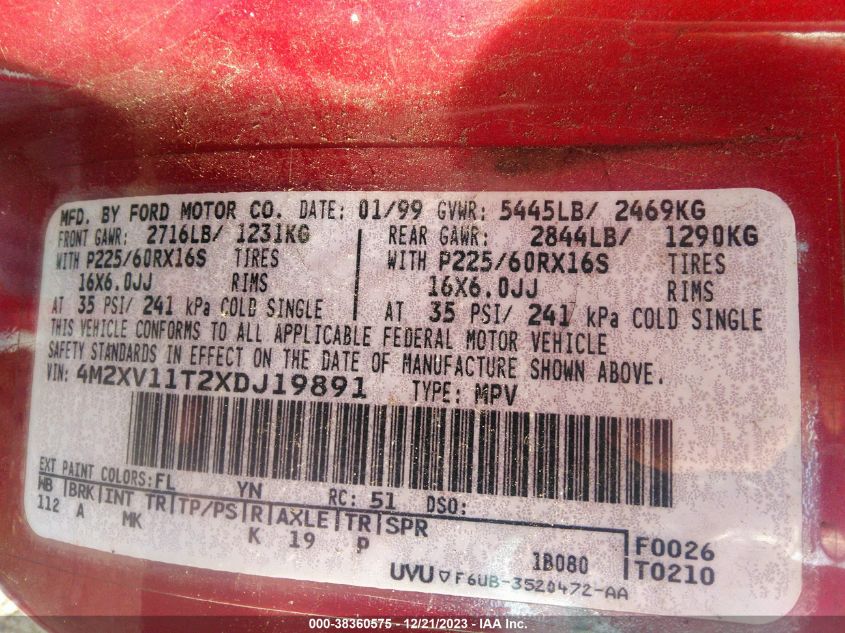 MFD. BY FORD MOTOR CO. DATE: 01/99 GVWR: 5445LB/ 2469KG
FRONT GAWR: 2716LB/ 1231KG REAR GAWR: 2844LB/ 1290KG
WITH P225/60RX16S TIRES WITH P225/60RX16S TIRES
16X6.0JJ RIMS 16X6.0JJ RIMS
AT 35 PSI/ 241 kPa COLD SINGLE AT 35 PSI/ 241 kPa COLD SINGLE
THIS VEHICLE CONFORMS TO ALL APPLICABLE FEDERAL MOTOR VEHICLE
SAFETY STANDARDS IN EFFECT ON THE DATE OF MANUFACTURE SHOWN ABOVE.
VIN: 4M2XV11T2XDJ19891 TYPE: MPV
EXT PAINT COLORS: FL YN RC: 51 DSO:
WB BRK INT TR TP/PS R AXLE TR SPR
112 A MK K 19 P
1B080 F0026
UVU F6UB-3520472-AA T0210
000-38360575 - 12/21/2023 - IAA Inc.